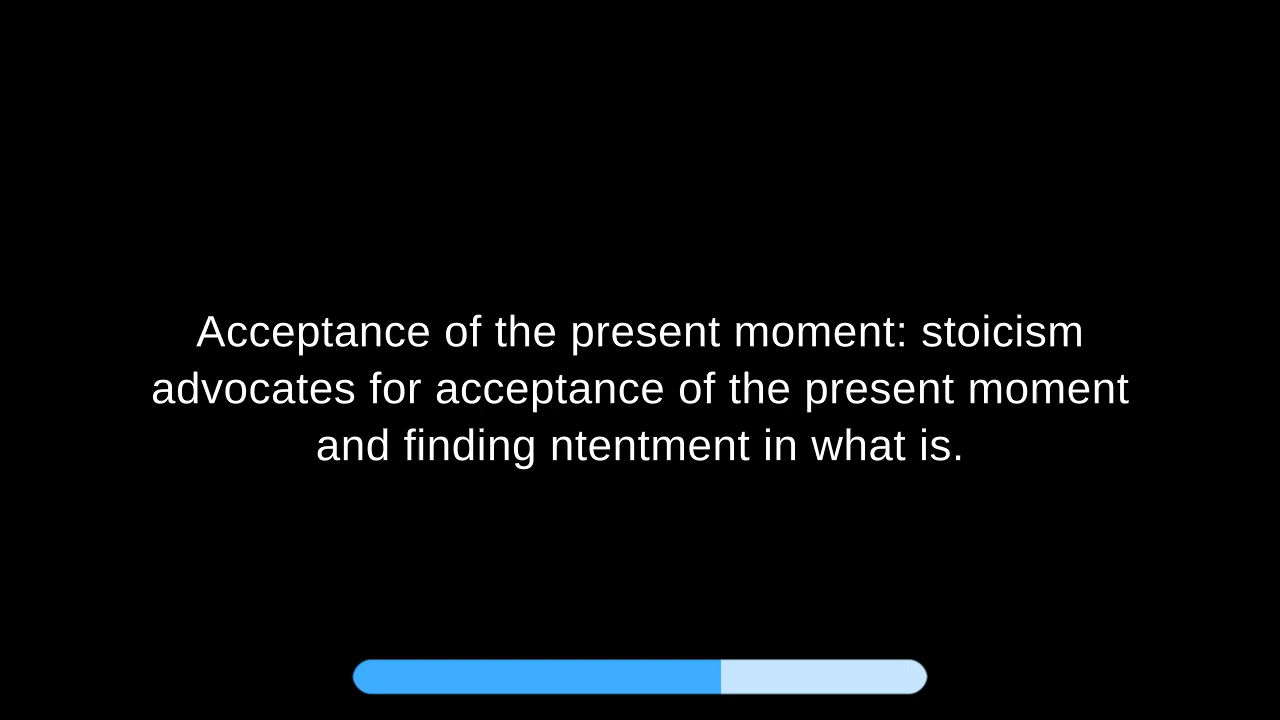 Acceptance of the present moment: stoicism
advocates for acceptance of the present moment
and finding ntentment in what is.